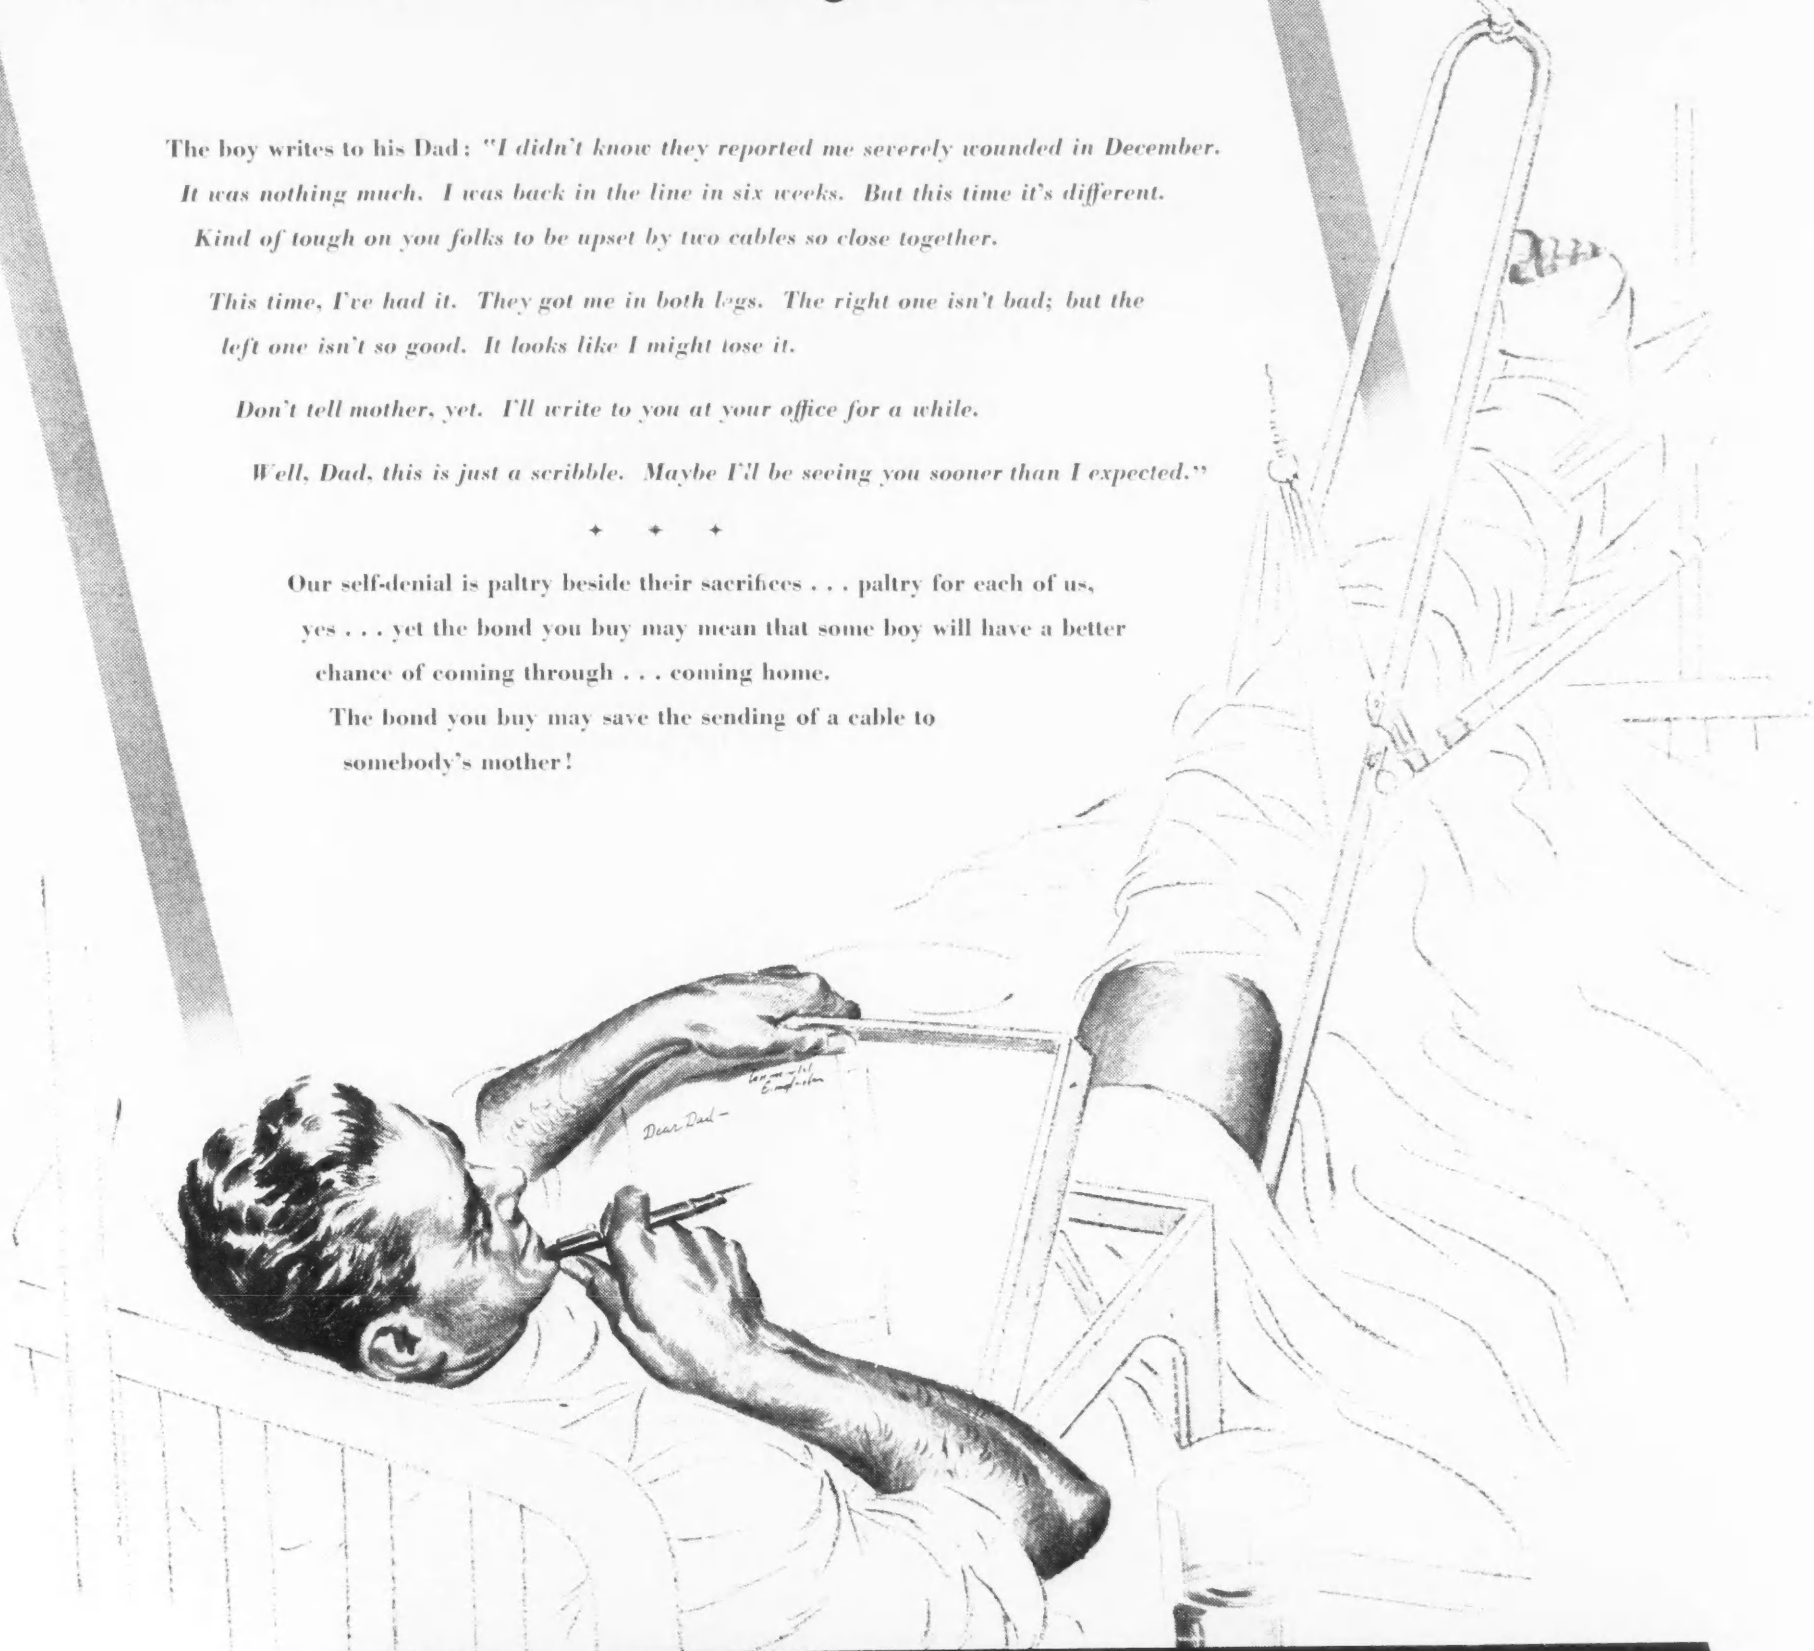 The boy writes to his Dad: "I didn't know they reported me severely wounded in December.
It was nothing much. I was back in the line in six weeks. But this time it's different.
Kind of tough on you folks to be upset by two cables so close together.
This time, I've had it. They got me in both legs. The right one isn't bad; but the
left one isn't so good. It looks like I might lose it.
Don't tell mother, yet. I'll write to you at your office for a while.
Well, Dad, this is just a scribble. Maybe I'll be seeing you sooner than I expected."
Our self-denial is paltry beside their sacrifices . . . paltry for each of us,
yes . . . yet the bond you buy may mean that some boy will have a better
chance of coming through . . . coming home.
The bond you buy may save the sending of a cable to
somebody's mother!
Dear Dad—